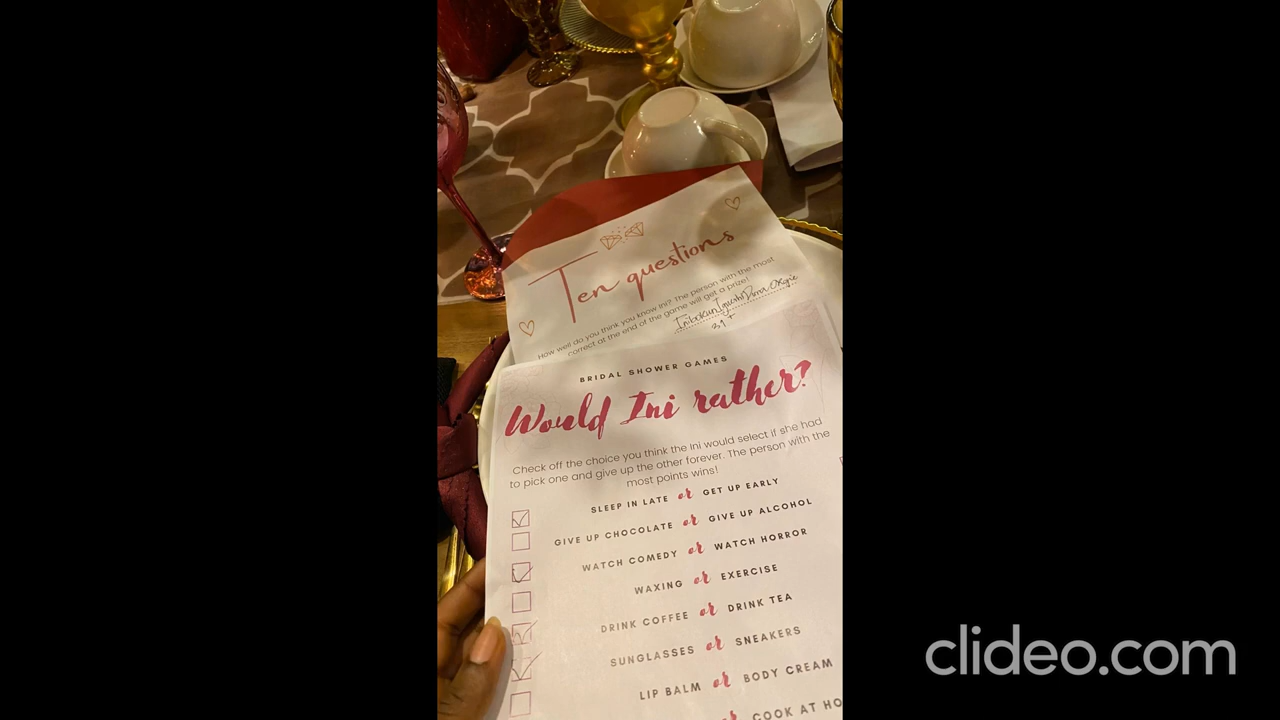 Ten questions
How well do you think you know Ini? The person with the most
correct at the end of the game will get a prize!
BRIDAL SHOWER GAMES
Would Ini rather?
Check off the choice you think the Ini would select if she had
to pick one and give up the other forever. The person with the
most points wins!
SLEEP IN LATE or GET UP EARLY
GIVE UP CHOCOLATE or GIVE UP ALCOHOL
WATCH COMEDY or WATCH HORROR
WAXING or EXERCISE
DRINK COFFEE or DRINK TEA
SUNGLASSES or SNEAKERS
LIP BALM or BODY CREAM
or COOK AT HO
clideo.com